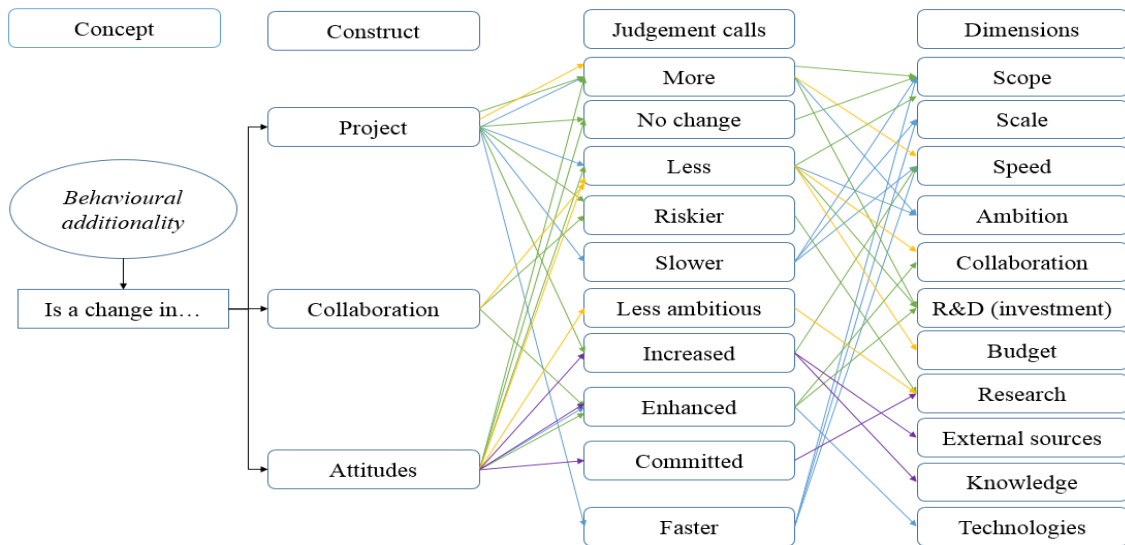 Concept
Construct
Judgement calls
Dimensions
More
Scope
Project
No change
Scale
Less
Speed
Behavioural
additionality
Riskier
Ambition
Slower
Collaboration
Is a change in…
Collaboration
Less ambitious
R&D (investment)
Increased
Budget
Enhanced
Research
External sources
Attitudes
Committed
Knowledge
Faster
Technologies